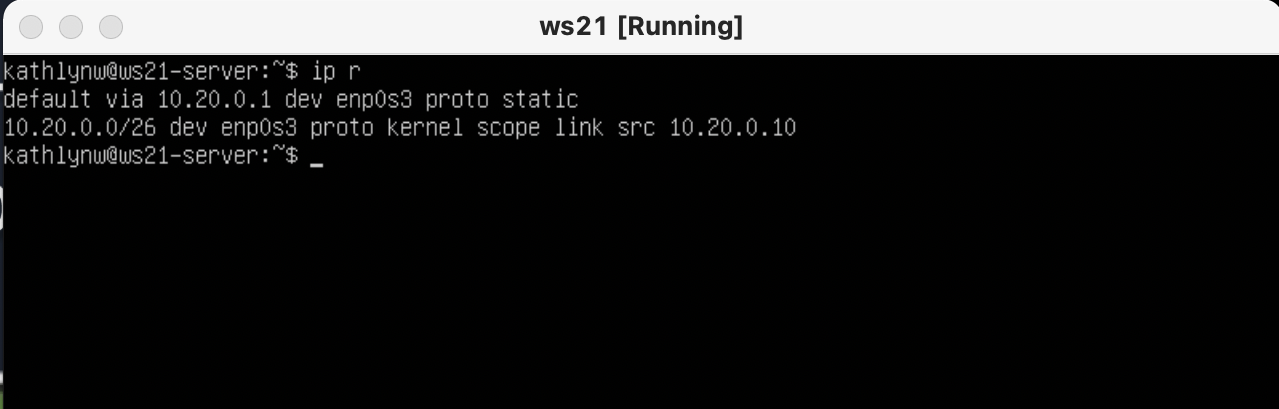 ws21 [Running]
kathlynw@ws21-server:~$ ip r
default via 10.20.0.1 dev enp0s3 proto static
10.20.0.0/26 dev enp0s3 proto kernel scope link src 10.20.0.10
kathlynw@ws21-server:~$ _